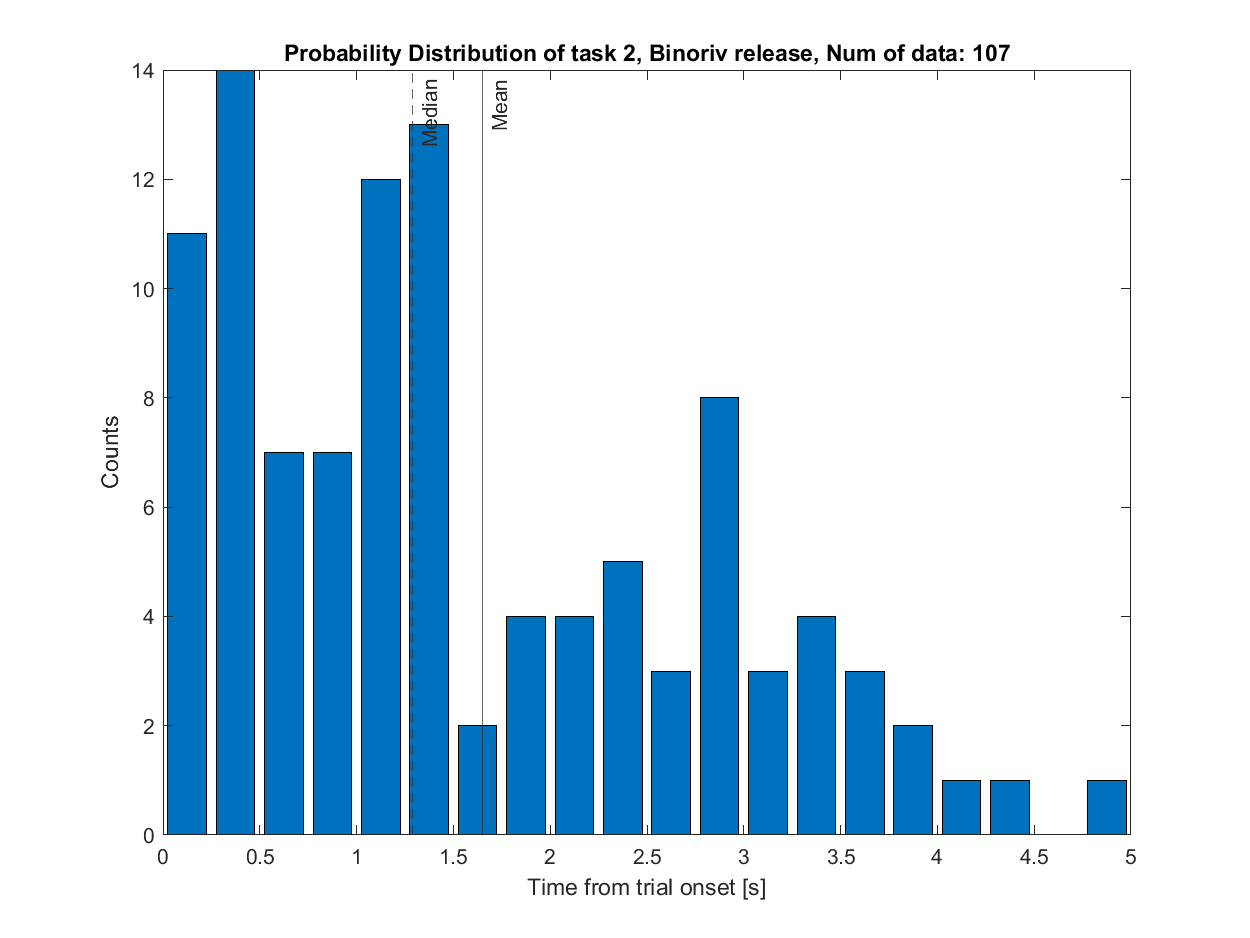 Probability Distribution of task 2, Binoriv release, Num of data: 107
14
12
10
8
6
4
2
0
Counts
Median
Mean
0 0.5 1 1.5 2 2.5 3 3.5 4 4.5 5
Time from trial onset [s]